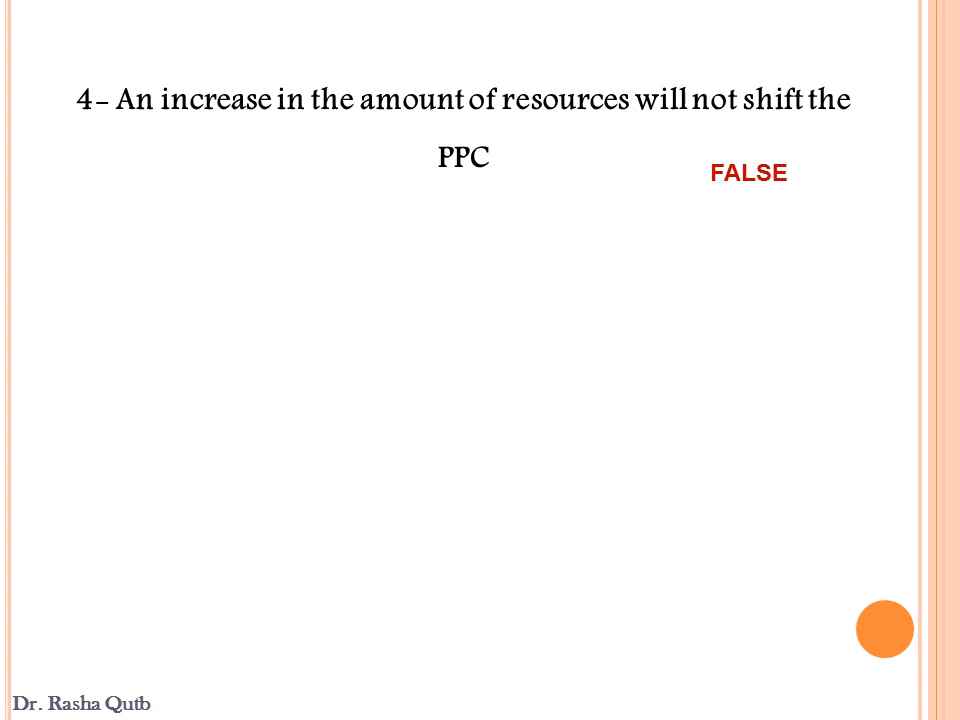 4- An increase in the amount of resources will not shift the
PPC
FALSE
Dr. Rasha Qutb